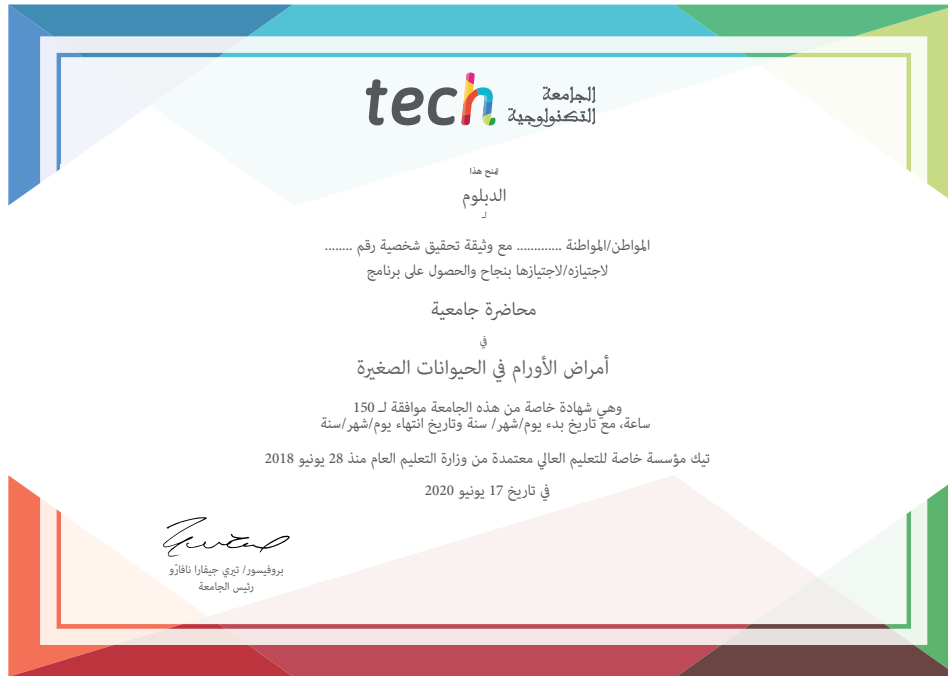 tech الجامعة
التكنولوجية
تمنح هذا
الدبلوم
لـ
المواطن/المواطنة ............. مع وثيقة تحقيق شخصية رقم ........
لاجتيازه/لاجتيازها بنجاح والحصول على برنامج
محاضرة جامعية
في
أمراض الأورام في الحيوانات الصغيرة
وهي شهادة خاصة من هذه الجامعة موافقة لـ 150
ساعة، مع تاريخ بدء يوم/شهر/ سنة وتاريخ انتهاء يوم/شهر/سنة
تيك مؤسسة خاصة للتعليم العالي معتمدة من وزارة التعليم العام منذ 28 يونيو 2018
في تاريخ 17 يونيو 2020
بروفيسور/ تيري جيفارا نافارّو
رئيس الجامعة